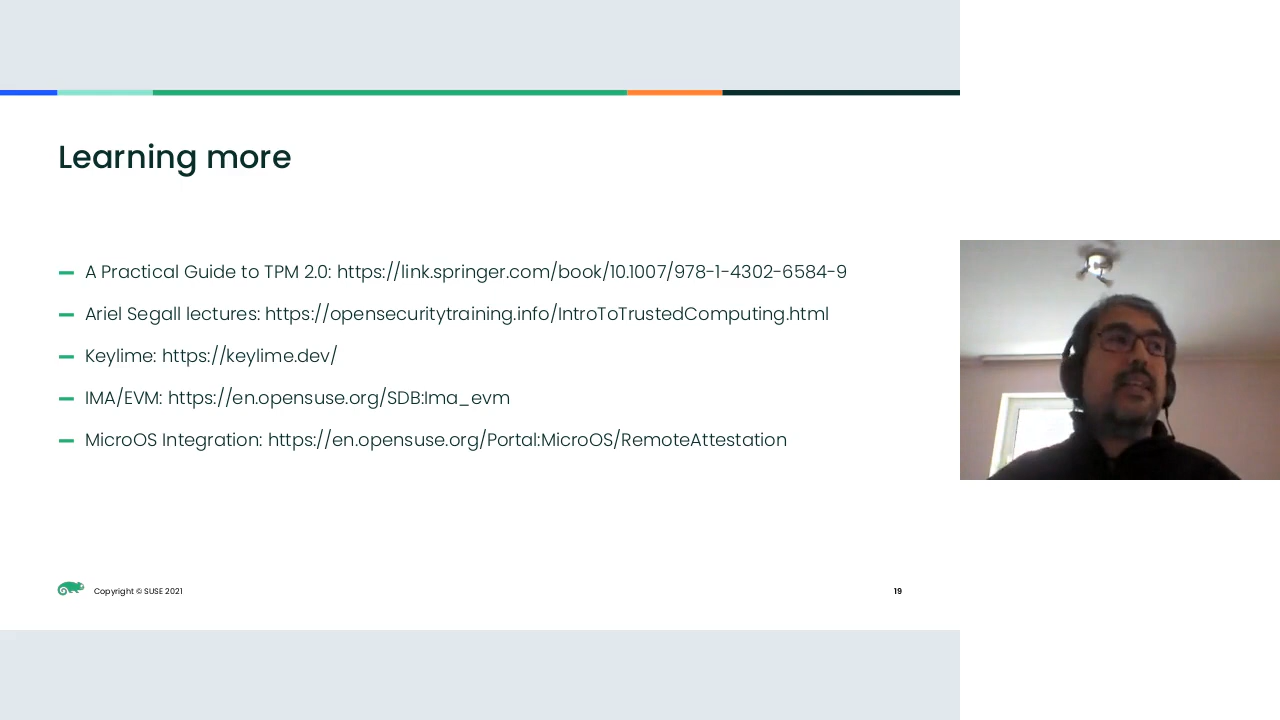 Learning more
A Practical Guide to TPM 2.0: https://link.springer.com/book/10.1007/978-1-4302-6584-9
Ariel Segall lectures: https://opensecuritytraining.info/IntroToTrustedComputing.html
Keylime: https://keylime.dev/
IMA/EVM: https://en.opensuse.org/SDB:Ima_evm
MicroOS Integration: https://en.opensuse.org/Portal:MicroOS/RemoteAttestation
Copyright © SUSE 2021
19